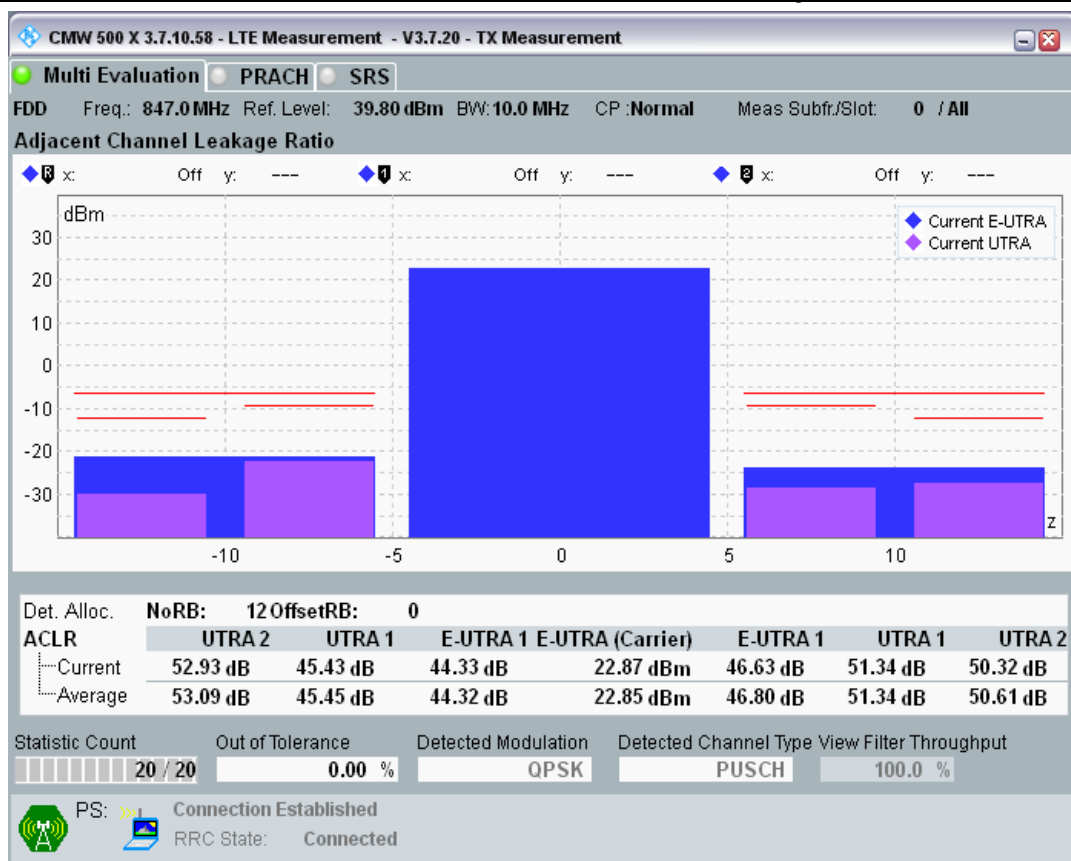 CMW 500 X 3.7.10.58 - LTE Measurement - V3.7.20 - TX Measurement
Multi Evaluation PRACH SRS
FDD Freq.: 847.0 MHz Ref. Level: 39.80 dBm BW: 10.0 MHz CP :Normal Meas Subfr./Slot: 0 / All
Adjacent Channel Leakage Ratio
R x: Off y: --- 1 x: Off y: --- 2 x: Off y: ---
dBm
Current E-UTRA
Current UTRA
30
20
10
0
-10
-20
-30
z
-10 -5 0 5 10
Det. Alloc. NoRB: 12 OffsetRB: 0
ACLR UTRA 2 UTRA 1 E-UTRA 1 E-UTRA (Carrier) E-UTRA 1 UTRA 1 UTRA 2
Current 52.93 dB 45.43 dB 44.33 dB 22.87 dBm 46.63 dB 51.34 dB 50.32 dB
Average 53.09 dB 45.45 dB 44.32 dB 22.85 dBm 46.80 dB 51.34 dB 50.61 dB
Statistic Count Out of Tolerance Detected Modulation Detected Channel Type View Filter Throughput
20 / 20 0.00 % QPSK PUSCH 100.0 %
PS: Connection Established
RRC State: Connected